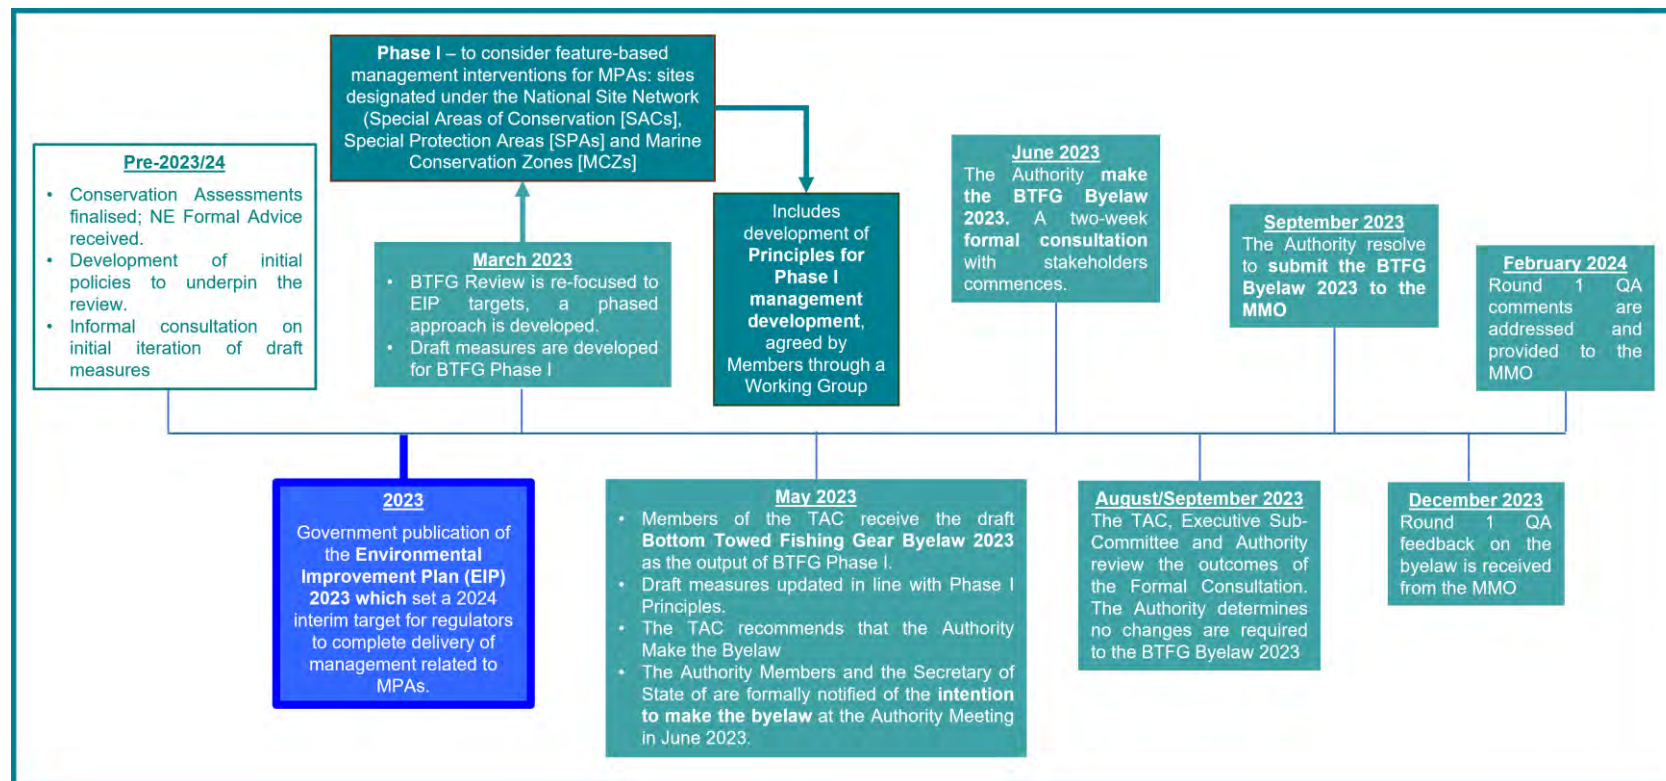 Phase I – to consider feature-based
management interventions for MPAs: sites
designated under the National Site Network
(Special Areas of Conservation [SACs],
Special Protection Areas [SPAs] and Marine
Conservation Zones [MCZs]
Pre-2023/24
• Conservation Assessments
finalised; NE Formal Advice
received.
• Development of initial
policies to underpin the
review.
• Informal consultation on
initial iteration of draft
measures
March 2023
• BTFG Review is re-focused to
EIP targets, a phased
approach is developed.
• Draft measures are developed
for BTFG Phase I
Includes
development of
Principles for
Phase I
management
development,
agreed by
Members through a
Working Group
June 2023
The Authority make
the BTFG Byelaw
2023. A two-week
formal consultation
with stakeholders
commences.
September 2023
The Authority resolve
to submit the BTFG
Byelaw 2023 to the
MMO
February 2024
Round 1 QA
comments are
addressed and
provided to the
MMO
2023
Government publication of
the Environmental
Improvement Plan (EIP)
2023 which set a 2024
interim target for regulators
to complete delivery of
management related to
MPAs.
May 2023
• Members of the TAC receive the draft
Bottom Towed Fishing Gear Byelaw 2023
as the output of BTFG Phase I.
• Draft measures updated in line with Phase I
Principles.
• The TAC recommends that the Authority
Make the Byelaw
• The Authority Members and the Secretary of
State of are formally notified of the intention
to make the byelaw at the Authority Meeting
in June 2023.
August/September 2023
The TAC, Executive Sub-
Committee and Authority
review the outcomes of
the Formal Consultation.
The Authority determines
no changes are required
to the BTFG Byelaw 2023
December 2023
Round 1 QA
feedback on the
byelaw is received
from the MMO